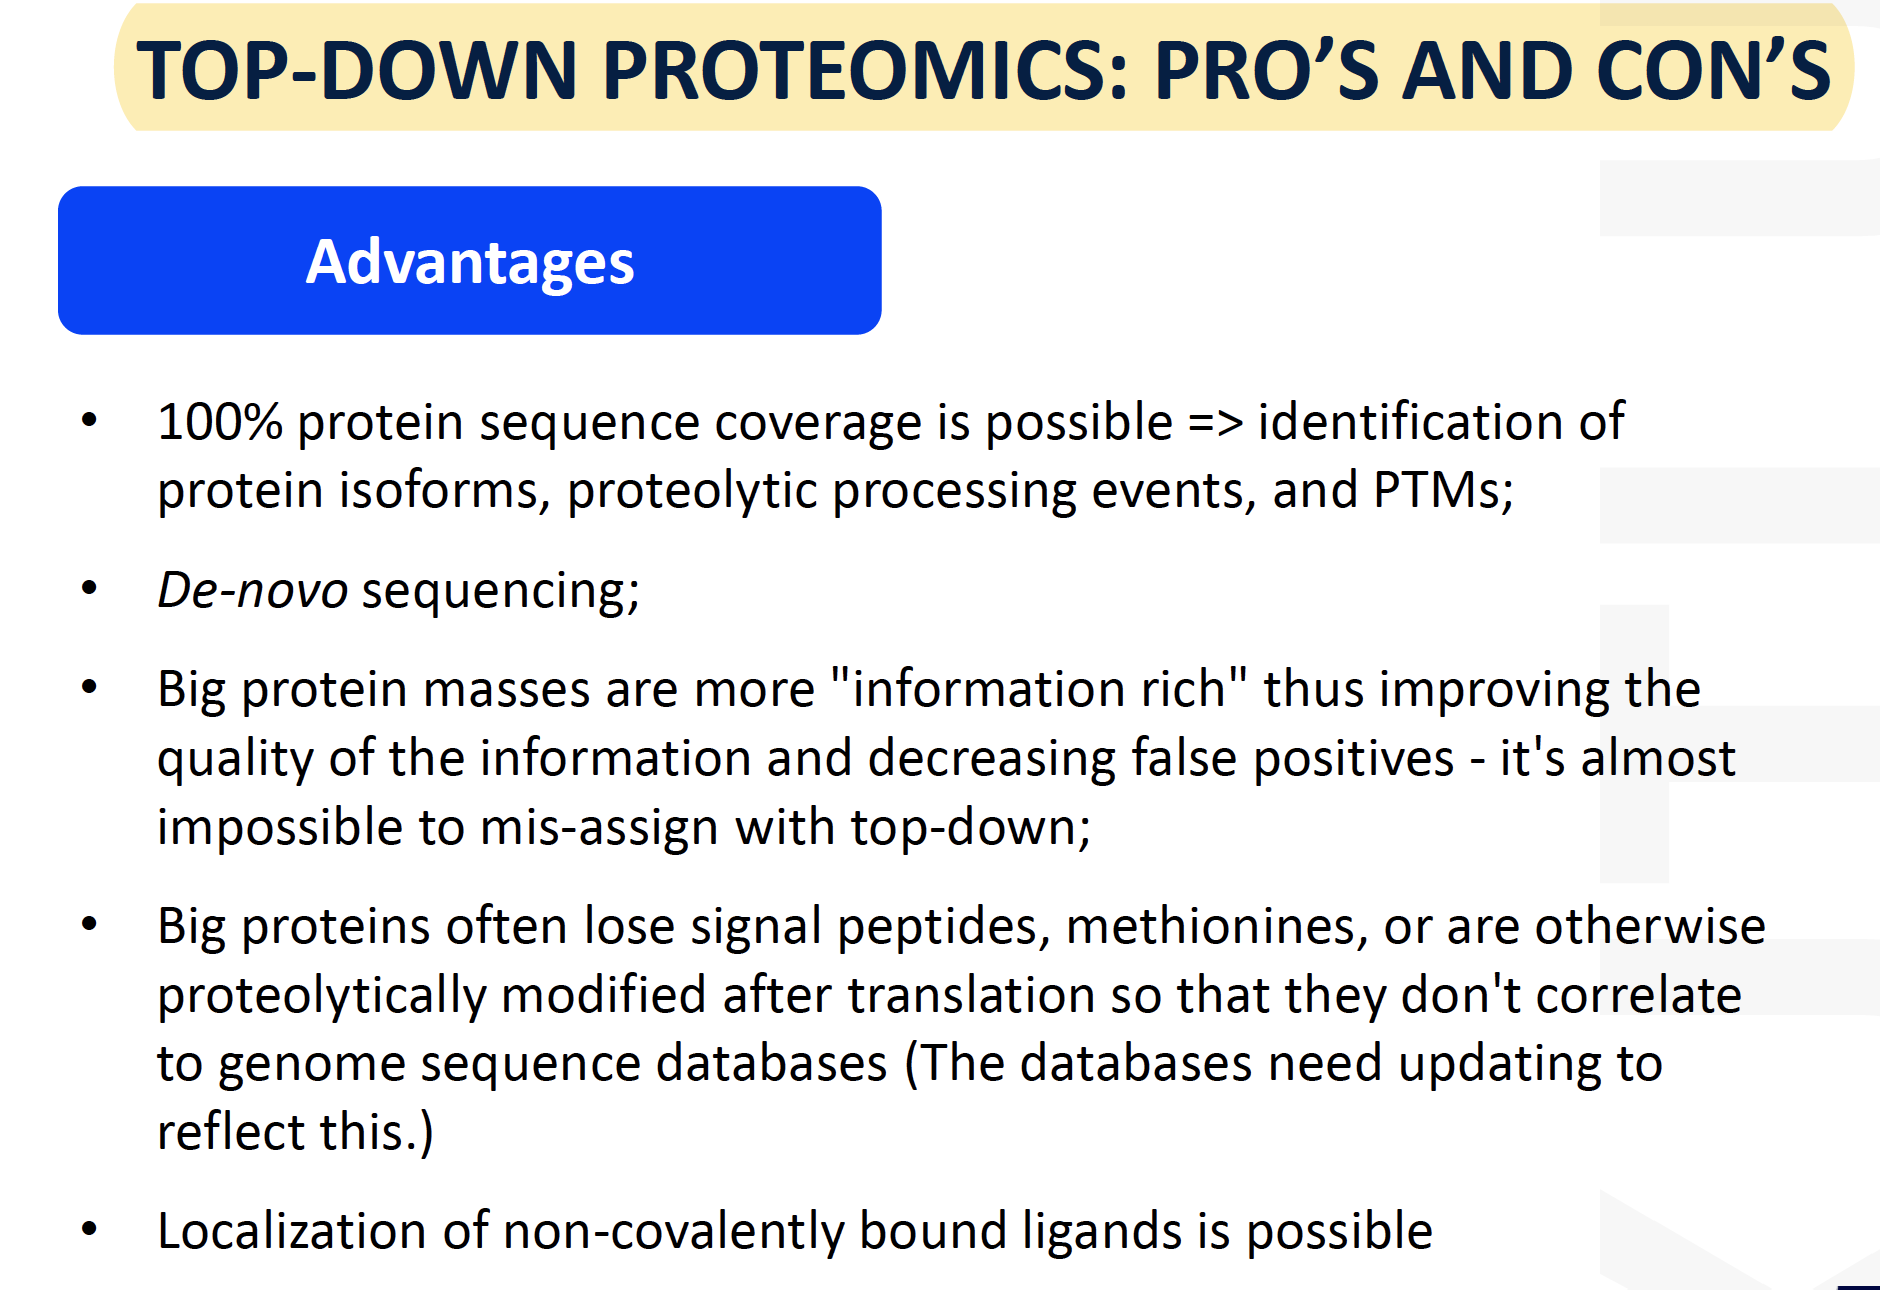 TOP-DOWN PROTEOMICS: PRO’S AND CON’S
Advantages
• 100% protein sequence coverage is possible => identification of
protein isoforms, proteolytic processing events, and PTMs;
• De-novo sequencing;
• Big protein masses are more "information rich" thus improving the
quality of the information and decreasing false positives - it's almost
impossible to mis-assign with top-down;
• Big proteins often lose signal peptides, methionines, or are otherwise
proteolytically modified after translation so that they don't correlate
to genome sequence databases (The databases need updating to
reflect this.)
• Localization of non-covalently bound ligands is possible